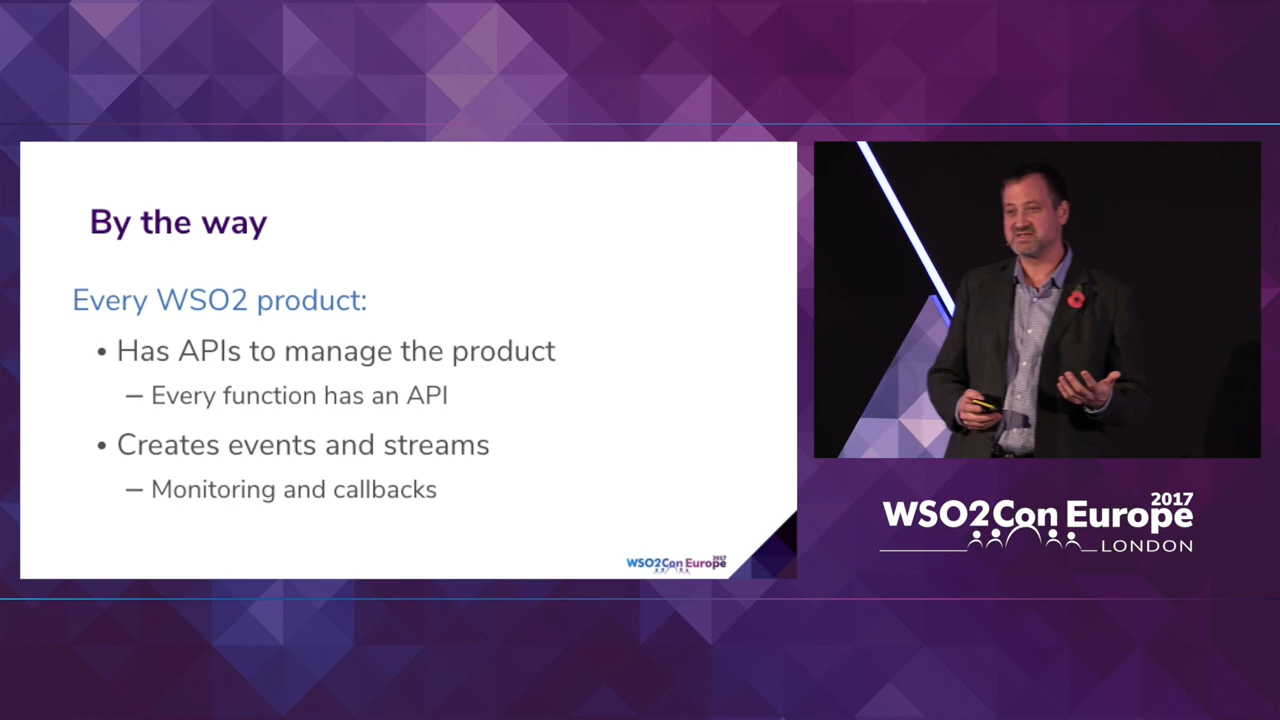 By the way
Every WSO2 product:
• Has APIs to manage the product
– Every function has an API
• Creates events and streams
– Monitoring and callbacks
WSO2Con Europe 2017
2017
WSO2Con Europe
LONDON